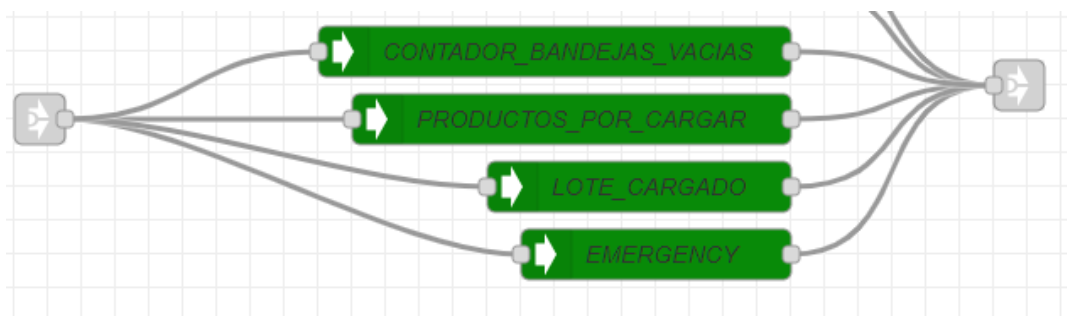 CONTADOR_BANDEJAS_VACIAS
PRODUCTOS_POR_CARGAR
LOTE_CARGADO
EMERGENCY